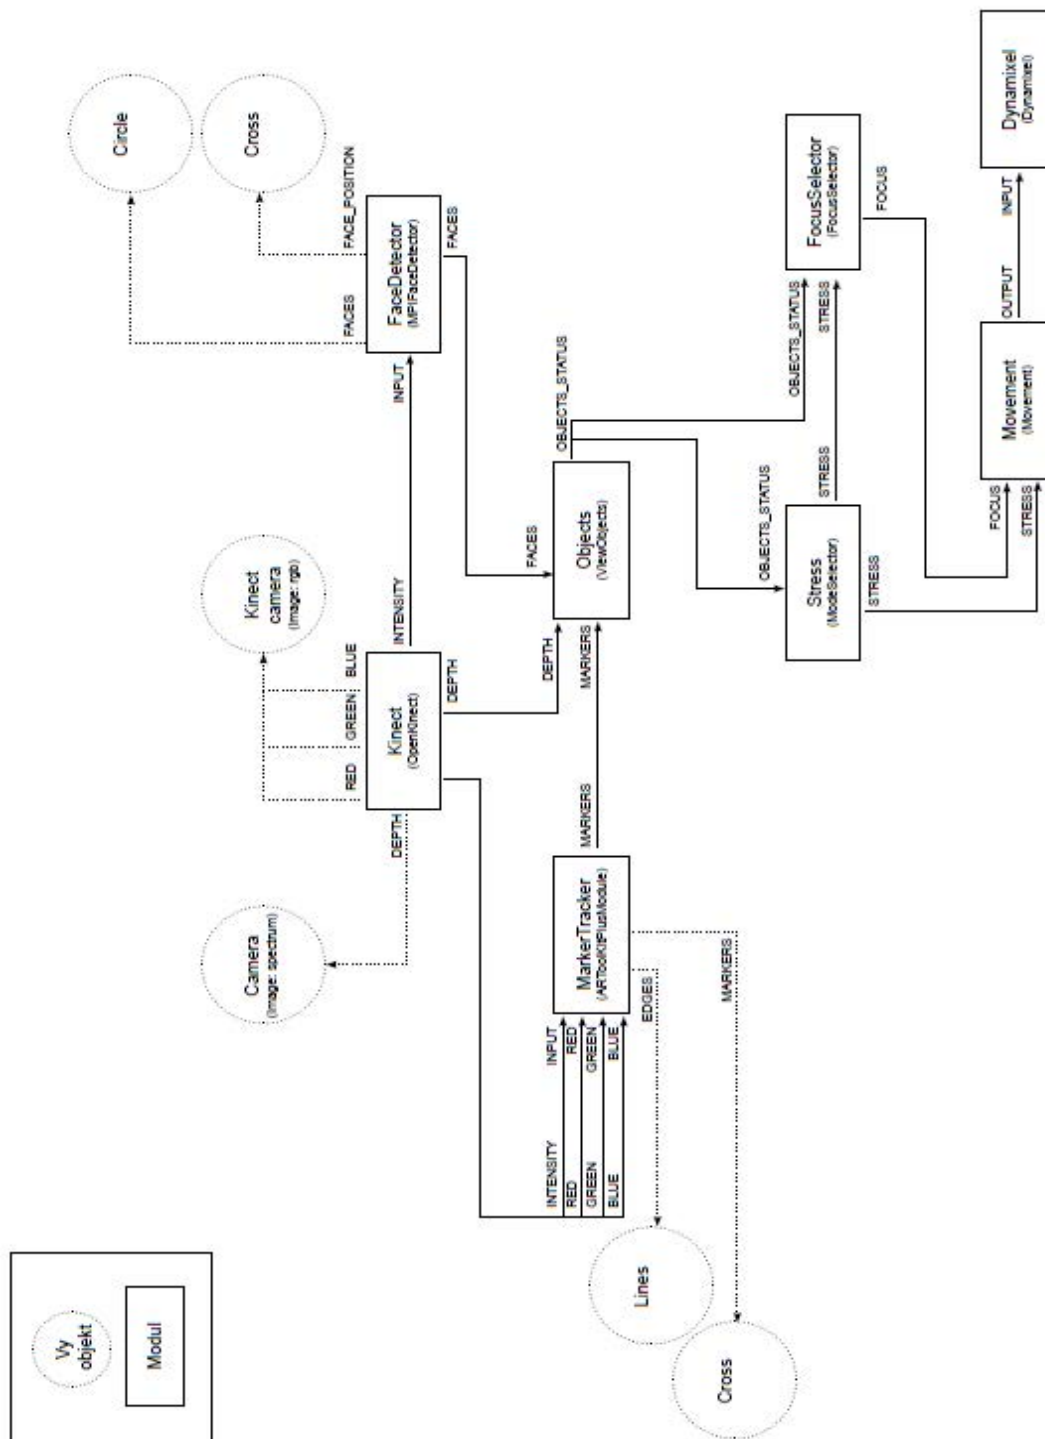 Vy
objekt
Modul
Camera
(Image: spectrum)
Kinect
camera
(Image: rgb)
Circle
Cross
RED
GREEN
BLUE
FACES
FACE_POSITION
DEPTH
Kinect
(OpenKinect)
INTENSITY
INPUT
FaceDetector
(MPIFaceDetector)
DEPTH
FACES
INTENSITY
RED
GREEN
BLUE
INPUT
RED
GREEN
BLUE
MarkerTracker
(ARToolKitPlusModule)
MARKERS
MARKERS
DEPTH
FACES
Objects
(ViewObjects)
OBJECTS_STATUS
EDGES
MARKERS
Lines
Cross
OBJECTS_STATUS
OBJECTS_STATUS
STRESS
Stress
(ModeSelector)
STRESS
FocusSelector
(FocusSelector)
STRESS
FOCUS
FOCUS
STRESS
Movement
(Movement)
OUTPUT
INPUT
Dynamixel
(Dynamixel)